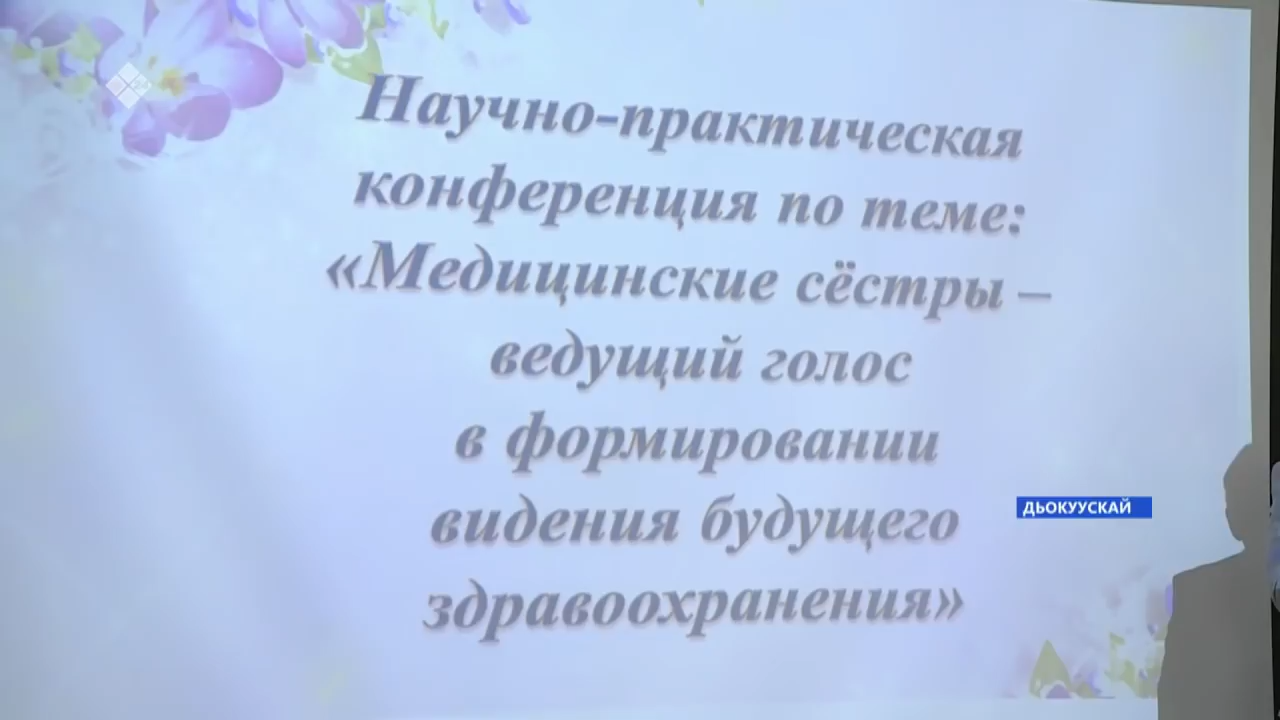 Научно-практическая
конференция по теме:
«Медицинские сёстры –
ведущий голос
в формировании
видения будущего
здравоохранения»
ДЬОКУУСКАЙ